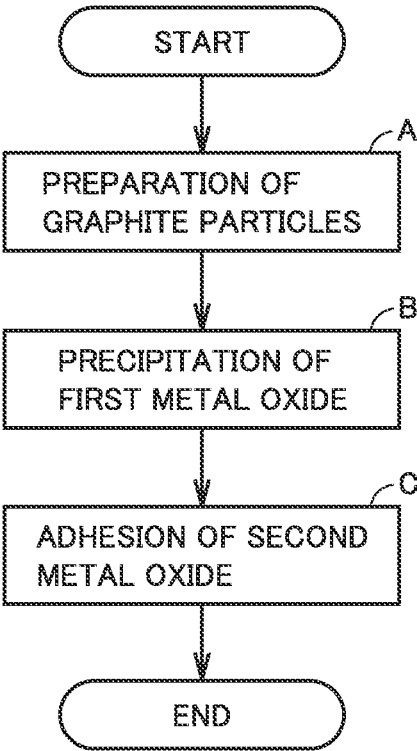 START
A
PREPARATION OF
GRAPHITE PARTICLES
B
PRECIPITATION OF
FIRST METAL OXIDE
C
ADHESION OF SECOND
METAL OXIDE
END